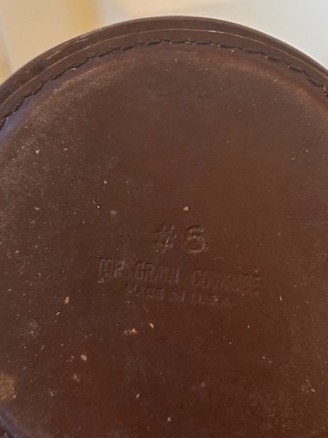 #6
TOP GRAIN COWHIDE
MADE IN U.S.A.